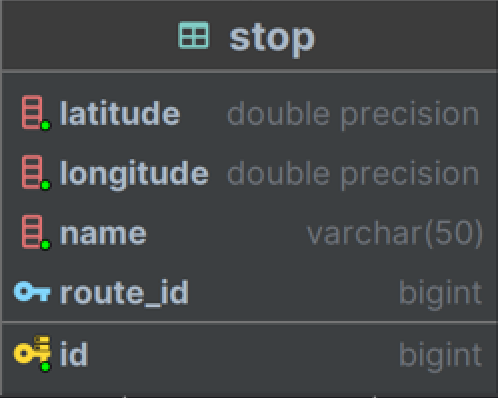 stop
latitude double precision
longitude double precision
name varchar(50)
route_id bigint
id bigint